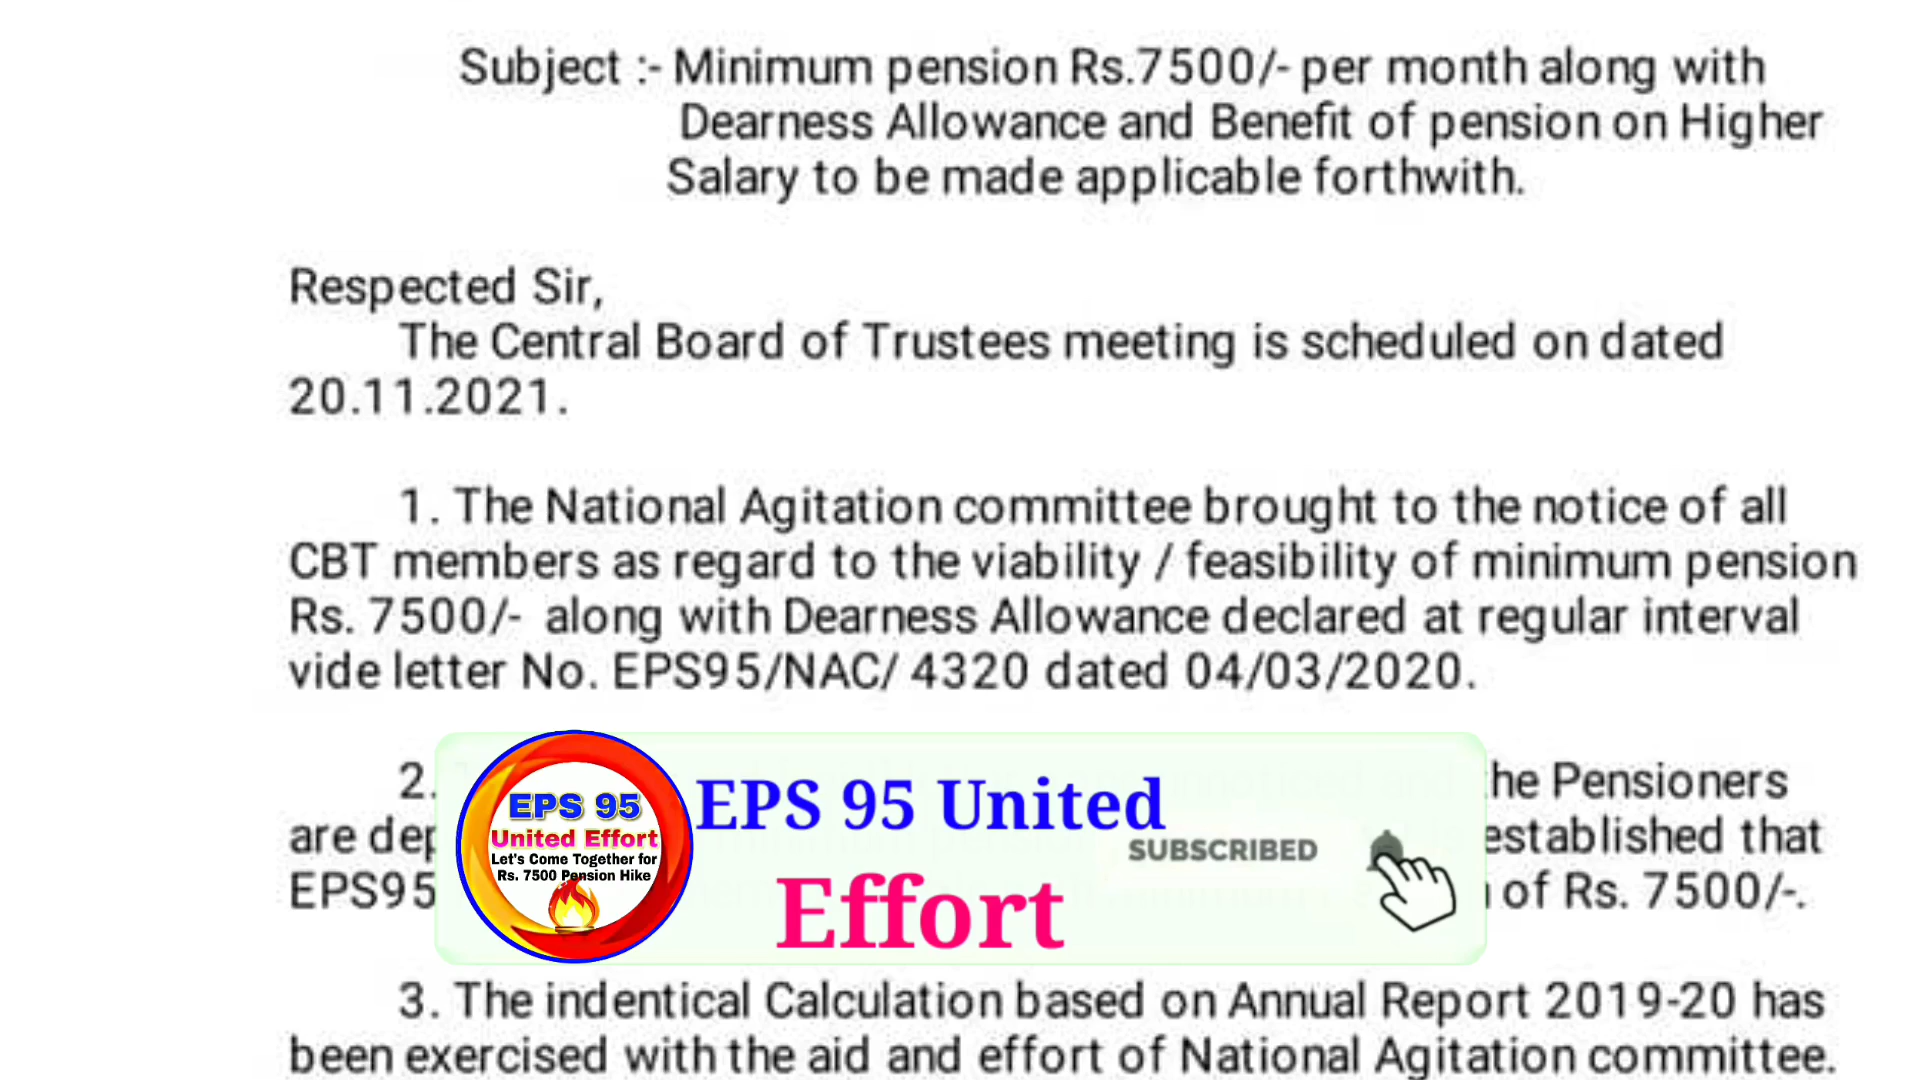 Subject :- Minimum pension Rs.7500/- per month along with
Dearness Allowance and Benefit of pension on Higher
Salary to be made applicable forthwith.
Respected Sir,
The Central Board of Trustees meeting is scheduled on dated
20.11.2021.
1. The National Agitation committee brought to the notice of all
CBT members as regard to the viability / feasibility of minimum pension
Rs. 7500/- along with Dearness Allowance declared at regular interval
vide letter No. EPS95/NAC/ 4320 dated 04/03/2020.
2. the Pensioners
are established that
EPS95 of Rs. 7500/-.
EPS 95
United Effort
Let's Come Together for
Rs. 7500 Pension Hike
EPS 95 United
Effort
SUBSCRIBED
3. The indentical Calculation based on Annual Report 2019-20 has
been exercised with the aid and effort of National Agitation committee.